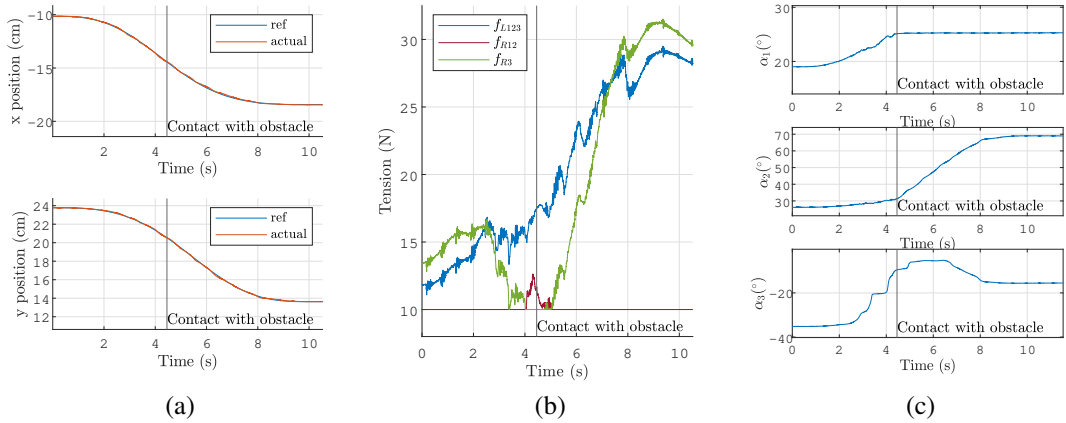 x position (cm)
-10
-15
-20
ref
actual
Contact with obstacle
2
4
6
8
10
Time (s)
y position (cm)
24
22
20
18
16
14
12
ref
actual
Contact with obstacle
2
4
6
8
10
Time (s)
(a)
Tension (N)
30
25
20
15
10
f_{L123}
f_{R12}
f_{R3}
Contact with obstacle
0
2
4
6
8
10
Time (s)
(b)
α₁(°)
30
20
Contact with obstacle
0
2
4
6
8
10
Time (s)
α₂(°)
70
60
50
40
30
Contact with obstacle
0
2
4
6
8
10
Time (s)
α₃(°)
-20
-40
Contact with obstacle
0
2
4
6
8
10
Time (s)
(c)